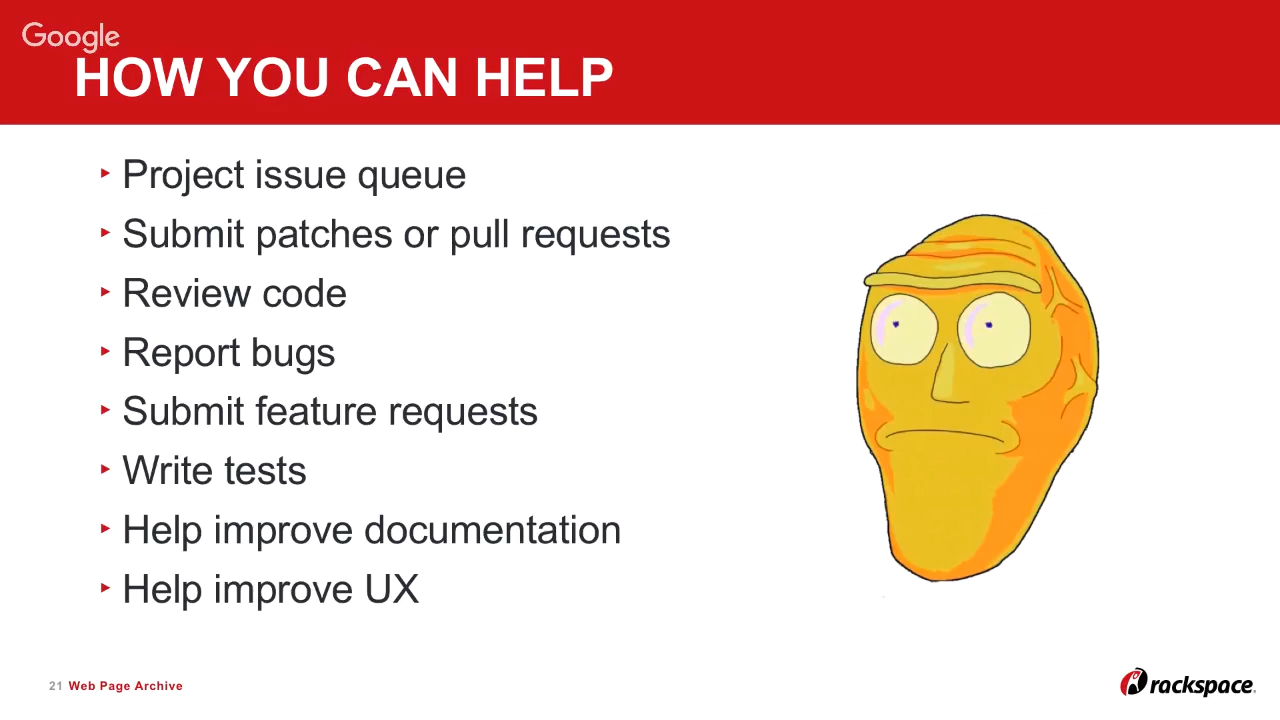 Google
HOW YOU CAN HELP
Project issue queue
Submit patches or pull requests
Review code
Report bugs
Submit feature requests
Write tests
Help improve documentation
Help improve UX
21 Web Page Archive
rackspace.